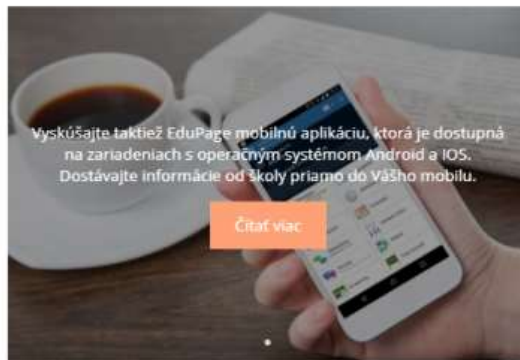 Vyskúšajte taktiež EduPage mobilnú aplikáciu, ktorá je dostupná
na zariadeniach s operačným systémom Android a IOS.
Dostávajte informácie od školy priamo do Vášho mobilu.
Čítať viac